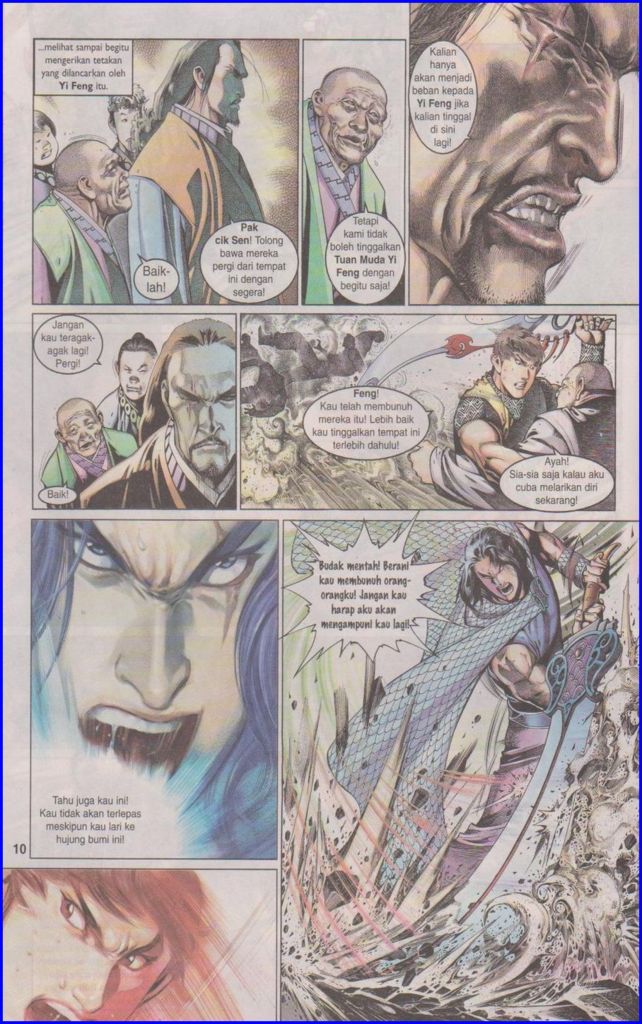 ...melihat sampai begitu
mengerikan tetakan
yang dilancarkan oleh
Yi Feng itu.
Baik-
lah!
Pak
cik Sen! Tolong
bawa mereka
pergi dari tempat
ini dengan
segera!
Tetapi
kami tidak
boleh tinggalkan
Tuan Muda Yi
Feng dengan
begitu saja!
Kalian
hanya
akan menjadi
beban kepada
Yi Feng jika
kalian tinggal
di sini
lagi!
Jangan
kau teragak-
agak lagi!
Pergi!
Baik!
Feng!
Kau telah membunuh
mereka itu! Lebih baik
kau tinggalkan tempat ini
terlebih dahulu!
Ayah!
Sia-sia saja kalau aku
cuba melarikan diri
sekarang!
Tahu juga kau ini!
Kau tidak akan terlepas
meskipun kau lari ke
hujung bumi ini!
Budak mentah! Berani
kau membunuh orang-
orangku! Jangan kau
harap aku akan
mengampuni kau lagi!
10